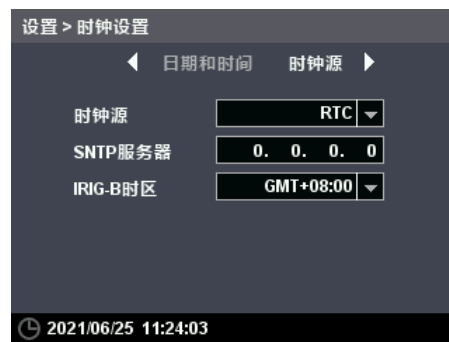 设置 > 时钟设置
日期和时间 时钟源
时钟源 RTC
SNTP服务器 0. 0. 0. 0
IRIG-B时区 GMT+08:00
2021/06/25 11:24:03